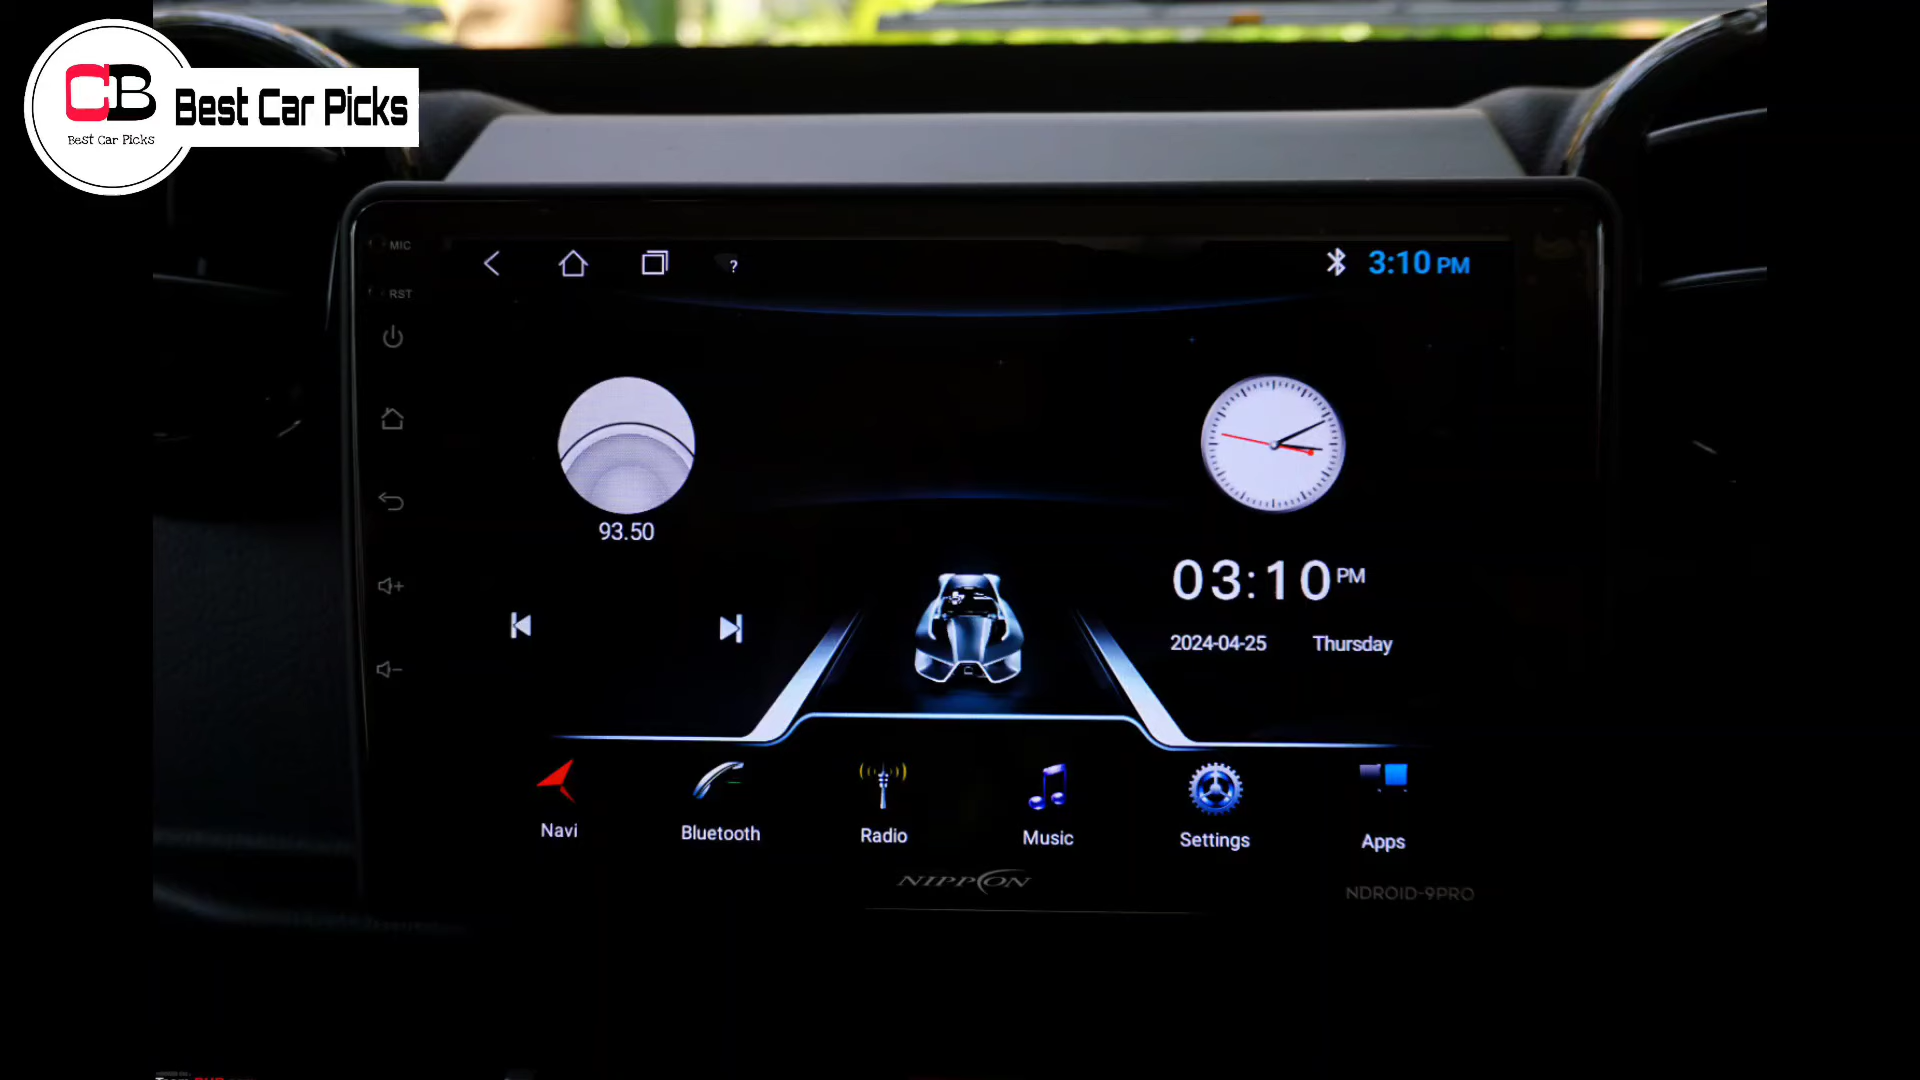 CB
Best Car Picks
Best Car Picks
MIC
RST
?
3:10 PM
93.50
03:10 PM
2024-04-25 Thursday
Navi
Bluetooth
Radio
Music
Settings
Apps
NIPPON
NDROID-9PRO